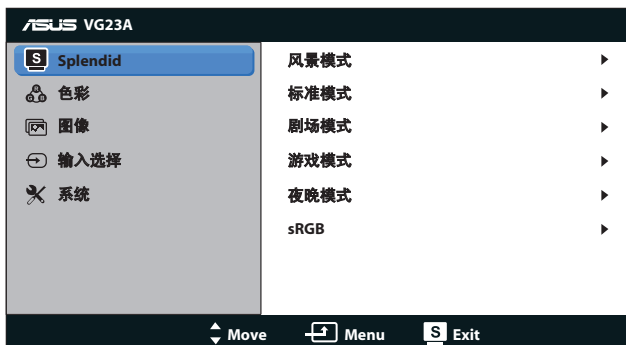 ASUS VG23A
S Splendid
色彩
图像
输入选择
系统
风景模式
标准模式
剧场模式
游戏模式
夜晚模式
sRGB
Move Menu S Exit